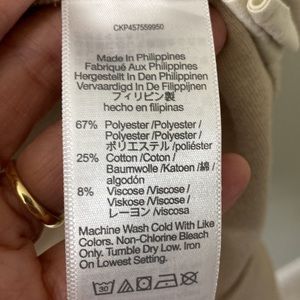 CKP457559950
Made In Philippines
Fabriqué Aux Philippines
Hergestellt In Den Philippinen
Vervaardigd In De Filippijnen
フィリピン製
hecho en filipinas
67% Polyester /Polyester /
Polyester /Polyester /
ポリエステル /poliéster
25% Cotton /Coton /
Baumwolle /Katoen /綿 /
algodón
8% Viscose /Viscose /
Viskose /Viscose /
レーヨン /viscosa
Machine Wash Cold With Like
Colors. Non-Chlorine Bleach
Only. Tumble Dry Low. Iron
On Lowest Setting.
30